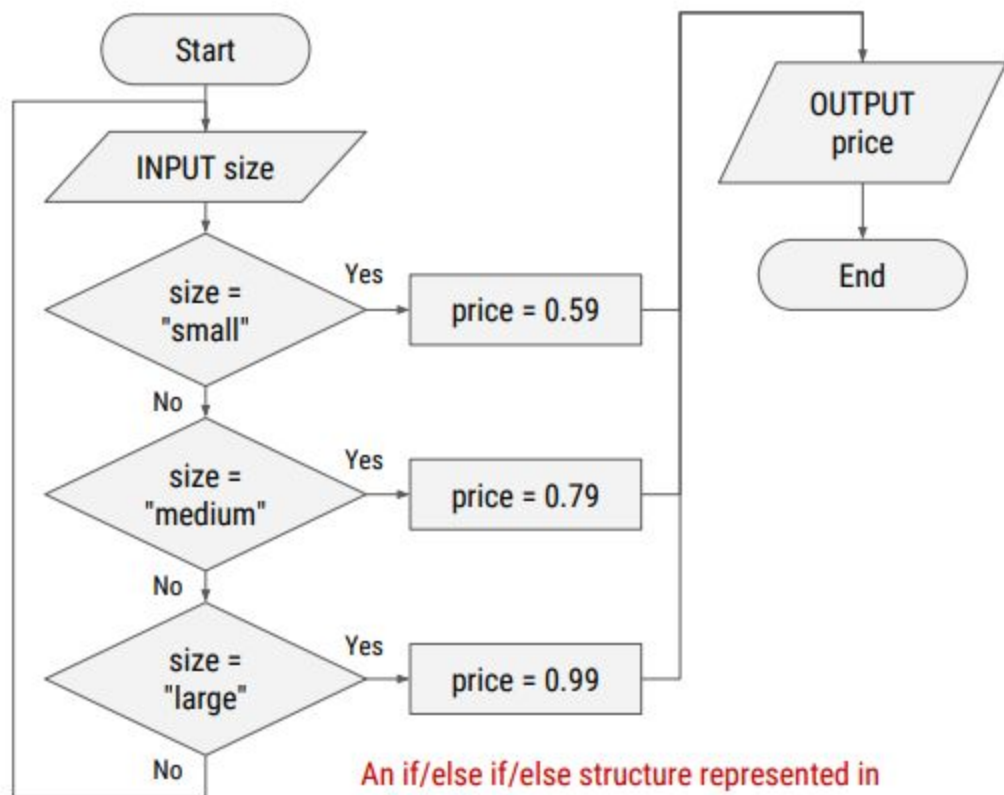 Start
INPUT size
size =
"small"
Yes
price = 0.59
No
size =
"medium"
Yes
price = 0.79
No
size =
"large"
Yes
price = 0.99
No
OUTPUT
price
End
An if/else if/else structure represented in